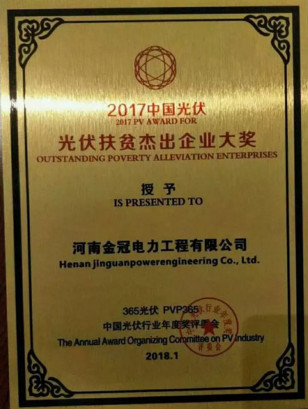 2017中国光伏
2017 PV AWARD FOR
光伏扶贫杰出企业大奖
OUTSTANDING POVERTY ALLEVIATION ENTERPRISES
授予
IS PRESENTED TO
河南金冠电力工程有限公司
Henan jinguanpowerengineering Co., Ltd.
365光伏 PVP365
中国光伏行业年度奖评委会
The Annual Award Organizing Committee on PV Industry
2018.1